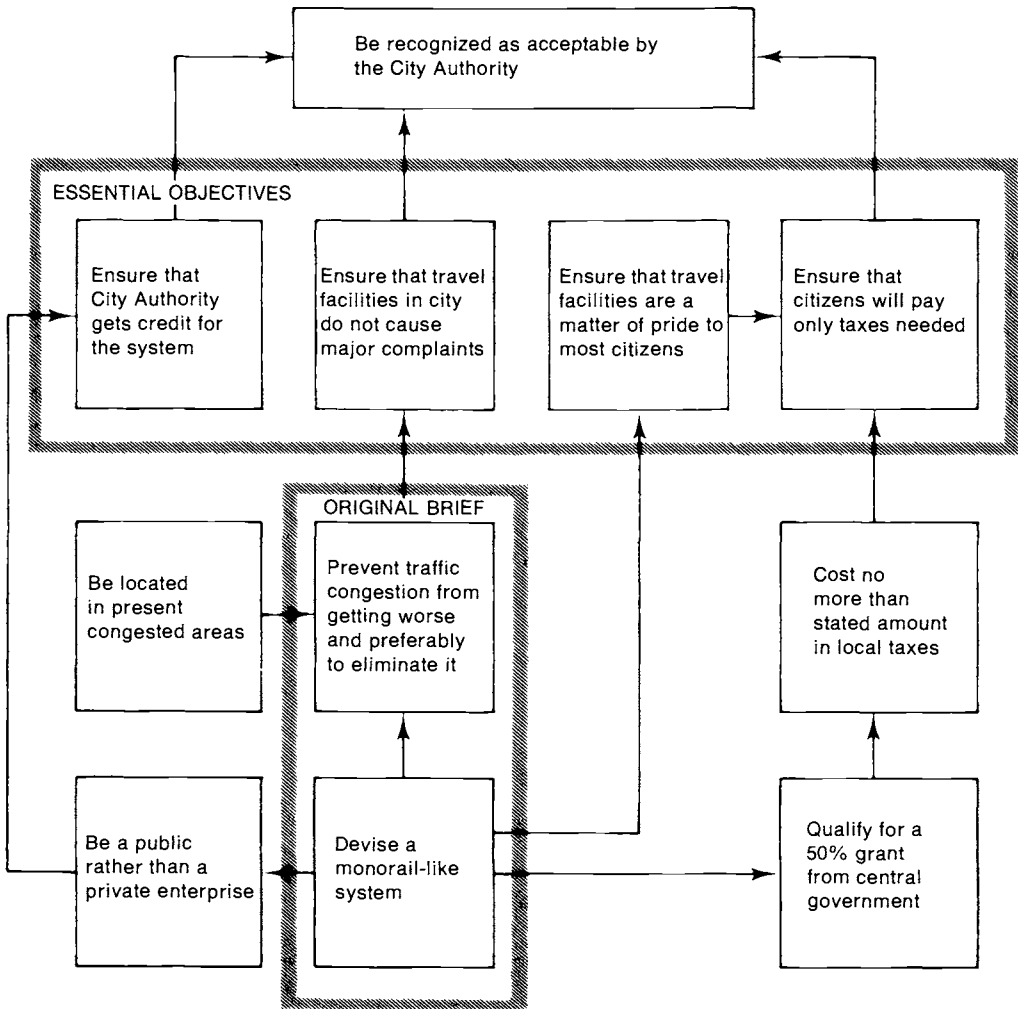 Be recognized as acceptable by
the City Authority
ESSENTIAL OBJECTIVES
Ensure that
City Authority
gets credit for
the system
Ensure that travel
facilities in city
do not cause
major complaints
Ensure that travel
facilities are a
matter of pride to
most citizens
Ensure that
citizens will pay
only taxes needed
ORIGINAL BRIEF
Be located
in present
congested areas
Prevent traffic
congestion from
getting worse
and preferably
to eliminate it
Cost no
more than
stated amount
in local taxes
Be a public
rather than a
private enterprise
Devise a
monorail-like
system
Qualify for a
50% grant
from central
government